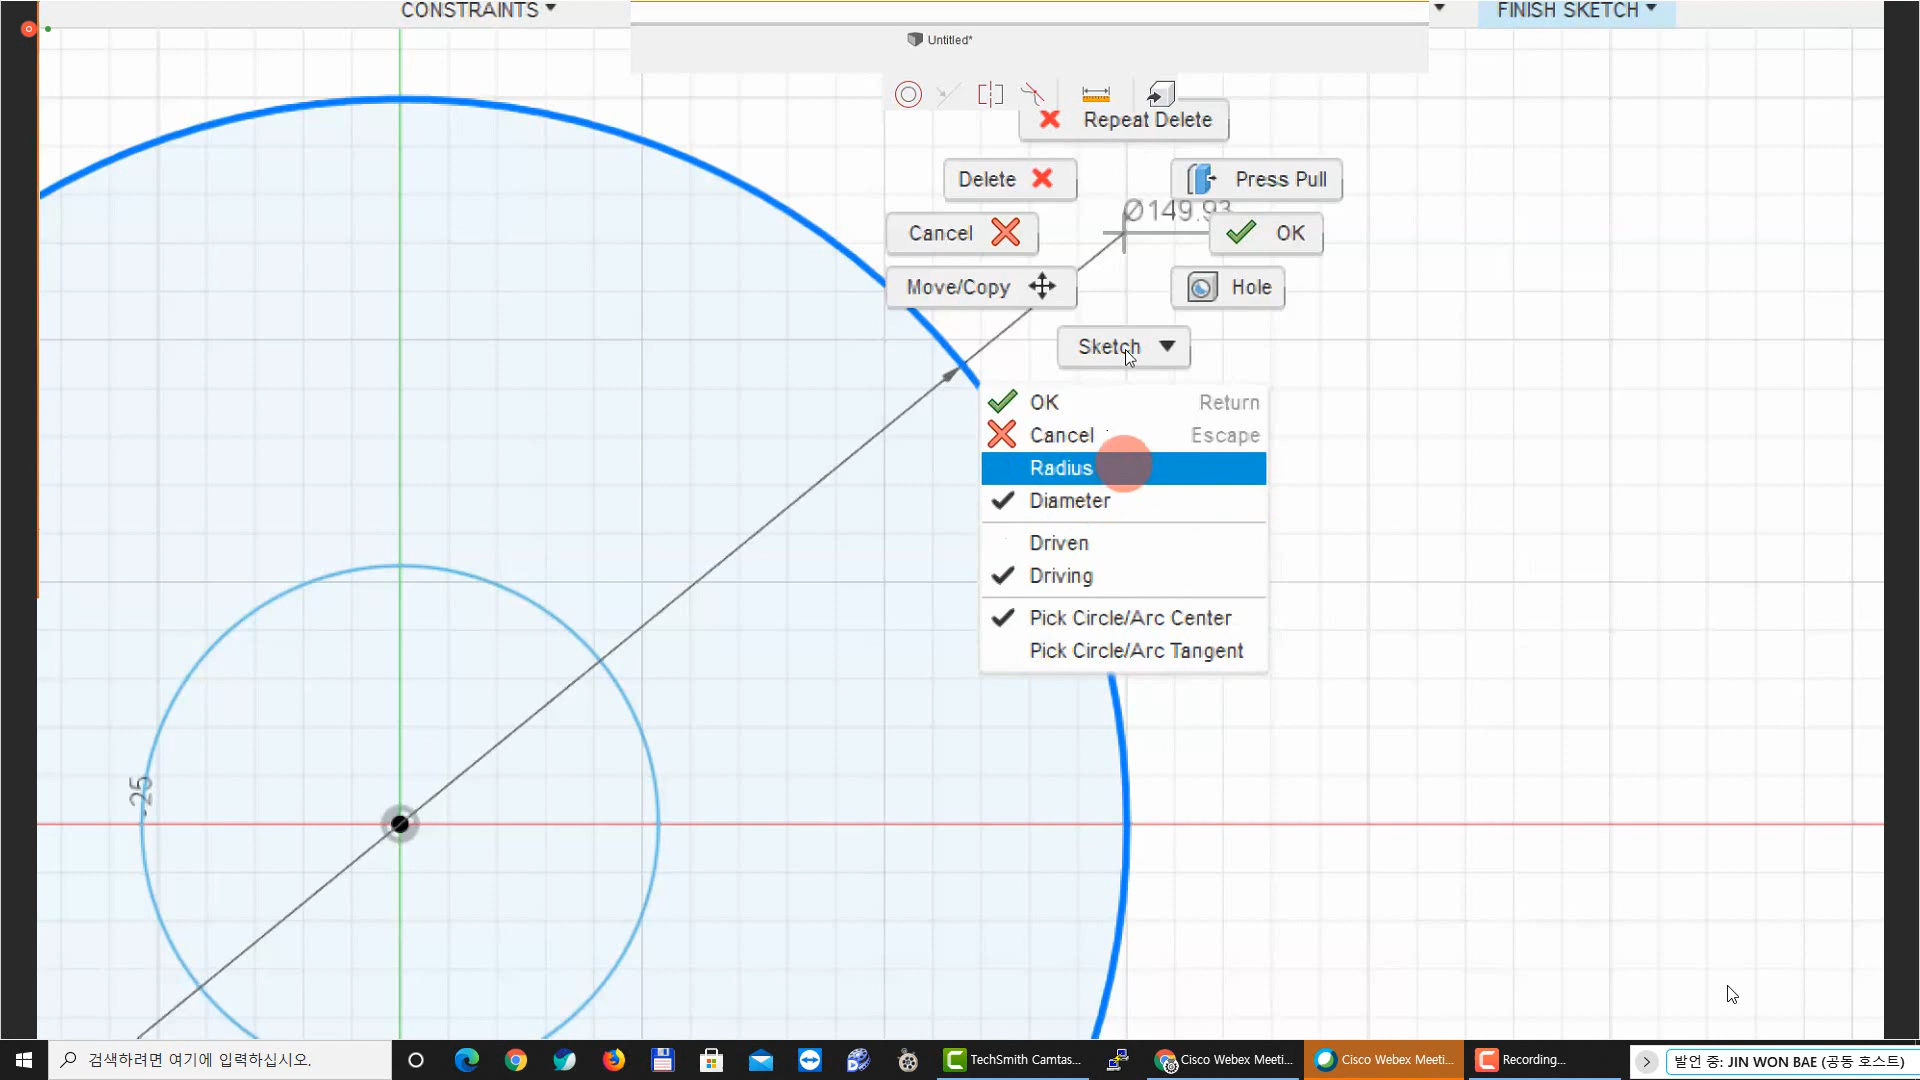 CONSTRAINTS
FINISH SKETCH
Untitled*
Repeat Delete
Delete
Press Pull
Ø149.93
Cancel
OK
Move/Copy
Hole
Sketch
OK Return
Cancel Escape
Radius
Diameter
Driven
Driving
Pick Circle/Arc Center
Pick Circle/Arc Tangent
25
검색하려면 여기에 입력하십시오.
TechSmith Camtas...
Cisco Webex Meeti...
Cisco Webex Meeti...
Recording...
발언 중: JIN WON BAE (공동 호스트)